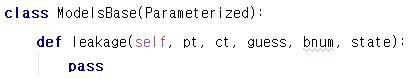 class ModelsBase(Parameterized):
    def leakage(self, pt, ct, guess, bnum, state):
        pass